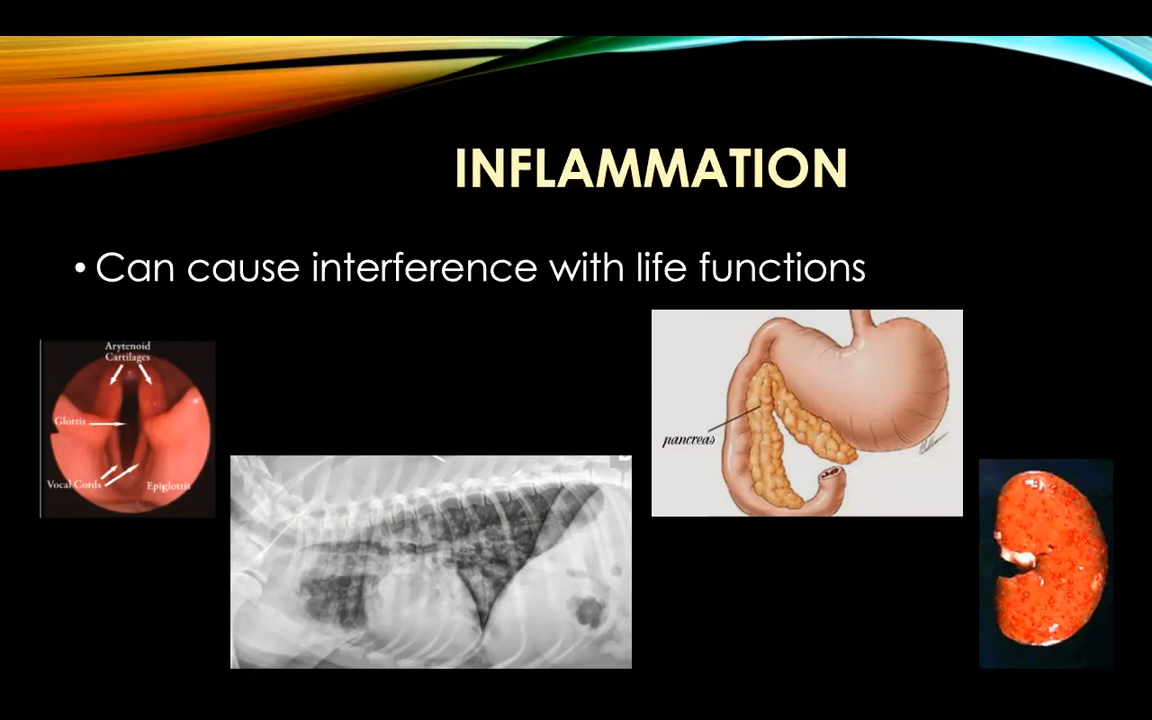 INFLAMMATION
• Can cause interference with life functions
Arytenoid
Cartilages
Glottis
Vocal Cords
Epiglottis
pancreas